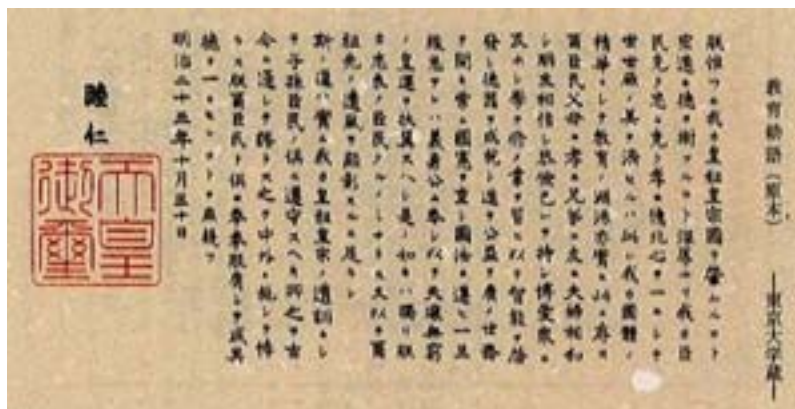 教育勅語（原本）　―東京大学蔵―
朕惟フニ我カ皇祖皇宗國ヲ肇ムルコト
宏遠ニ德ヲ樹ツルコト深厚ナリ我カ臣
民克ク忠ニ克ク孝ニ億兆心ヲ一ニシテ
世世厥ノ美ヲ濟セルハ此レ我カ國體ノ
精華ニシテ教育ノ淵源亦實ニ此ニ存ス
爾臣民父母ニ孝ニ兄弟ニ友ニ夫婦相和
シ朋友相信シ恭儉己レヲ持シ博愛衆ニ
及ホシ學ヲ修メ業ヲ習ヒ以テ智能ヲ啓
發シ德器ヲ成就シ進テ公益ヲ廣メ世務
ヲ開キ常ニ國憲ヲ重シ國法ニ遵ヒ一旦
緩急アレハ義勇公ニ奉シ以テ天壤無窮
ノ皇運ヲ扶翼スヘシ是ノ如キハ獨リ朕
カ忠良ノ臣民タルノミナラス又以テ爾
祖先ノ遺風ヲ顯彰スルニ足ラン
斯ノ道ハ實ニ我カ皇祖皇宗ノ遺訓ニシ
テ子孫臣民ノ俱ニ遵守スヘキ所之ヲ古
今ニ通シテ謬ラス之ヲ中外ニ施シテ悖
ラス朕爾臣民ト俱ニ拳拳服膺シテ咸其
德ヲ一ニセンコトヲ庶幾フ
明治二十三年十月三十日
睦仁
天皇
御璽